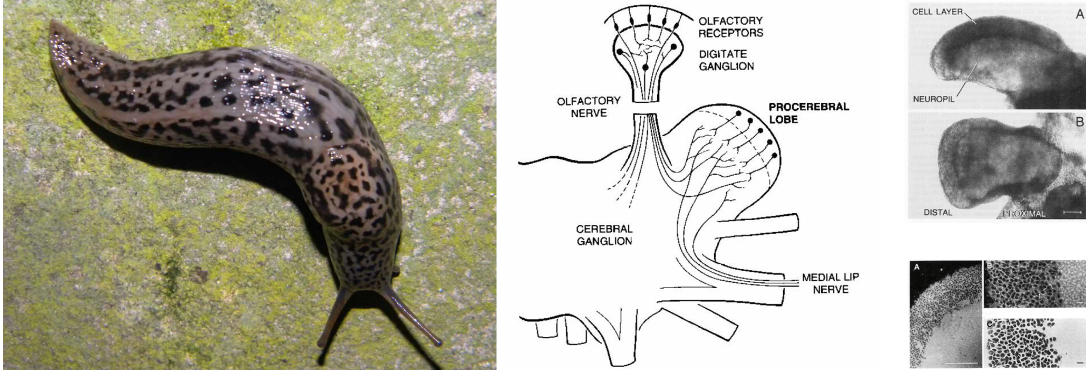 OLFACTORY
RECEPTORS
DIGITATE
GANGLION
OLFACTORY
NERVE
PROCEREBRAL
LOBE
CEREBRAL
GANGLION
MEDIAL LIP
NERVE
A
CELL LAYER
NEUROPIL
B
DISTAL
PROXIMAL
A
C